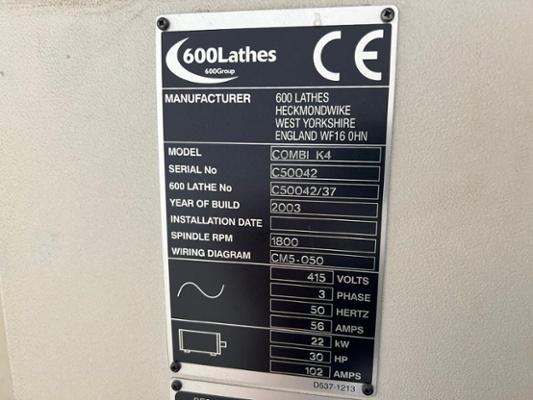 600Lathes
600Group
CE
MANUFACTURER 600 LATHES
HECKMONDWIKE
WEST YORKSHIRE
ENGLAND WF16 0HN
MODEL COMBI K4
SERIAL No C50042
600 LATHE No C50042/37
YEAR OF BUILD 2003
INSTALLATION DATE
SPINDLE RPM 1800
WIRING DIAGRAM CM5-050
415 VOLTS
3 PHASE
50 HERTZ
56 AMPS
22 kW
30 HP
102 AMPS
D537-1213